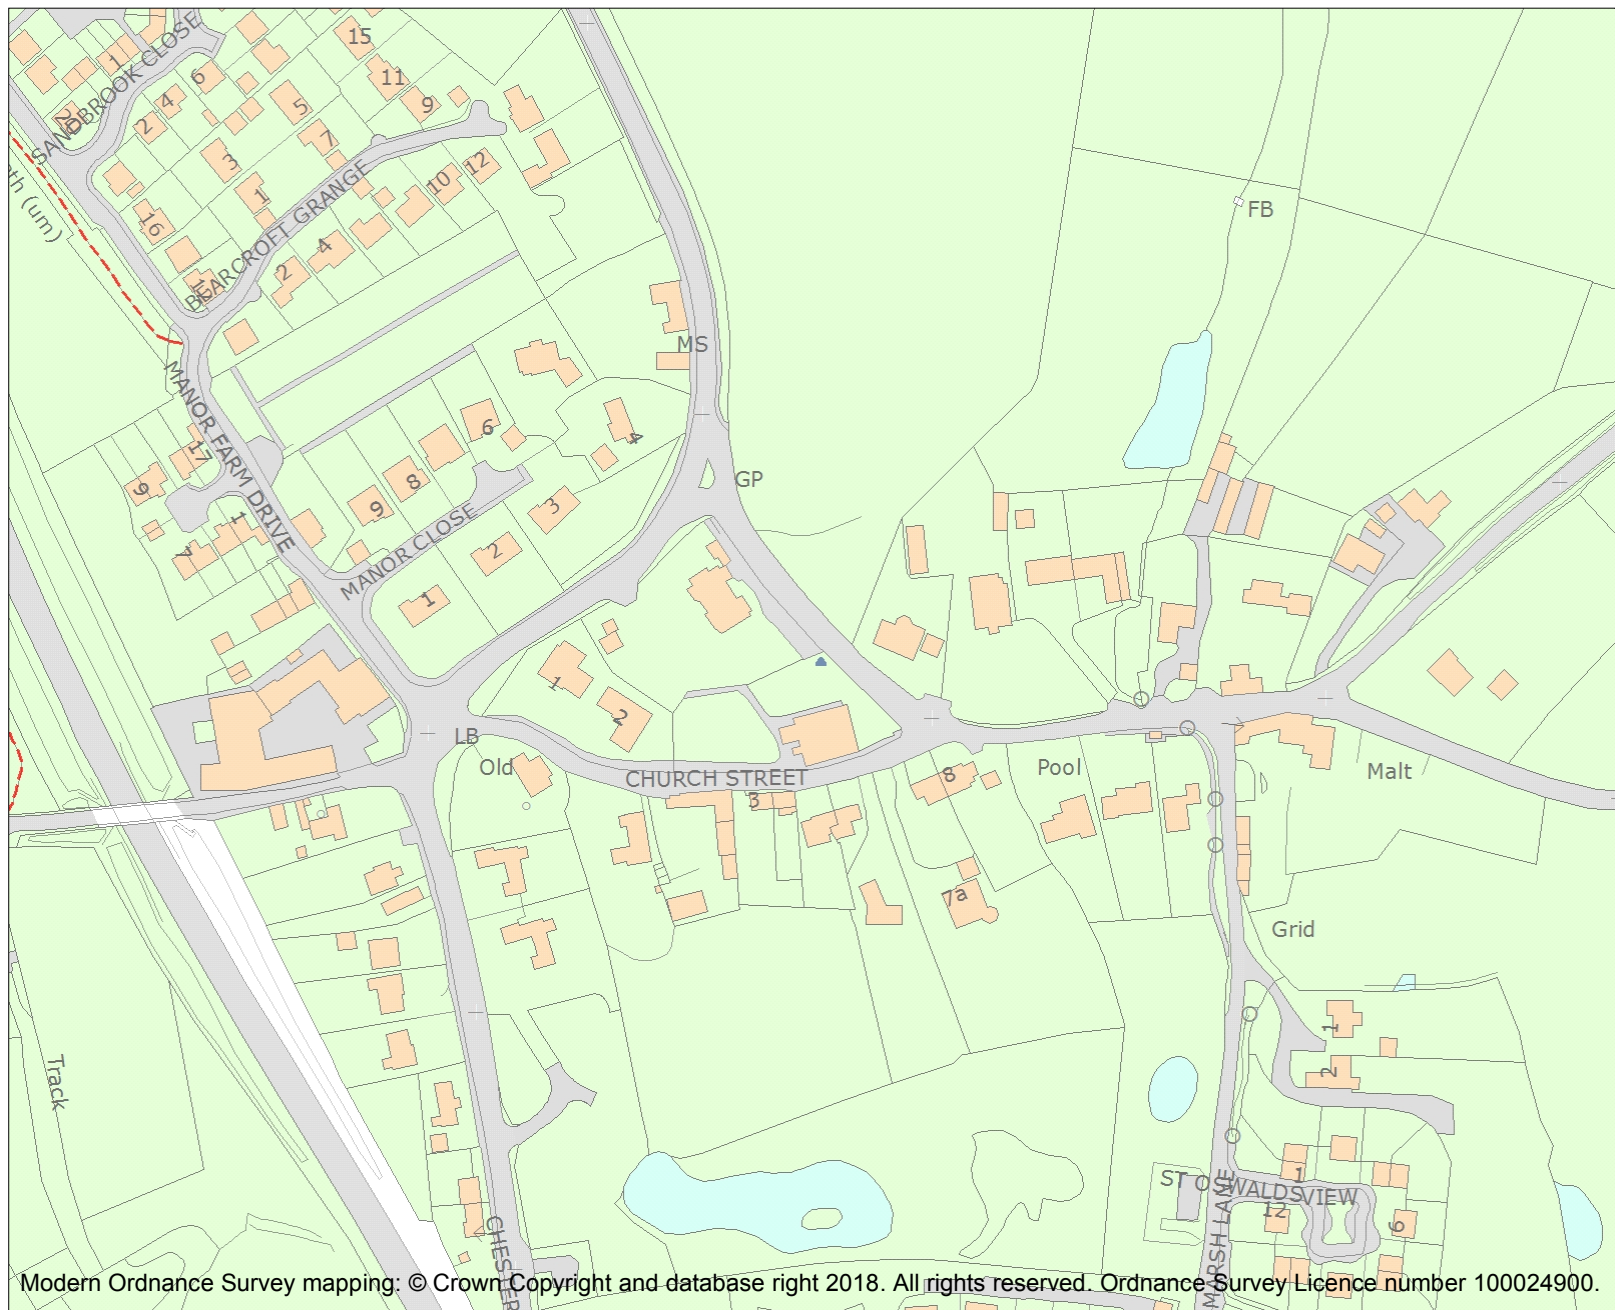 SANDBROOK CLOSE
15
1
11
6
4
5
9
2
20
7
3
12
10
1
16
4
2
BEARCROFT GRANGE
FB
MS
MANOR FARM DRIVE
4
6
17
GP
8
9
9
3
1
MANOR CLOSE
2
7
1
1
2
LB
Old
CHURCH STREET
Pool
Malt
8
3
7a
Grid
1
2
Track
ST OSWALDS VIEW
1
12
6
MARSH LANE
CHESTER
Modern Ordnance Survey mapping: © Crown Copyright and database right 2018. All rights reserved. Ordnance Survey Licence number 100024900.